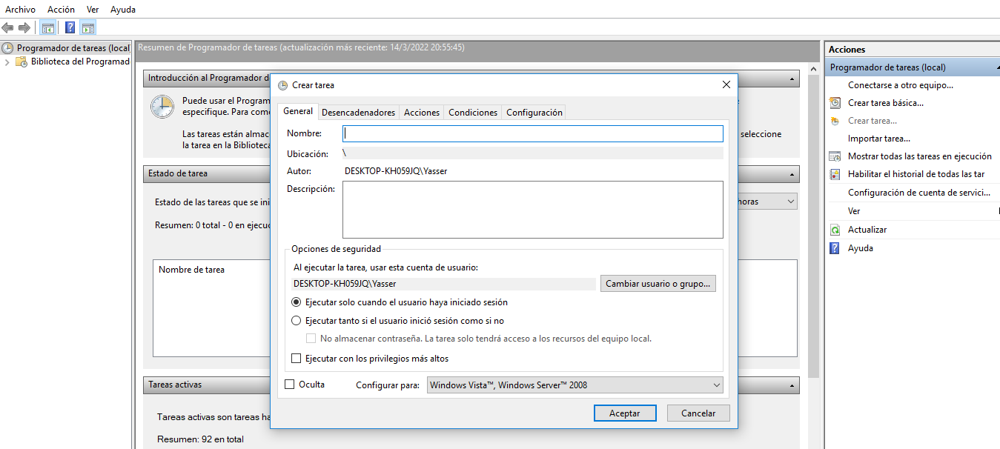 Archivo Acción Ver Ayuda
Programador de tareas (local
Biblioteca del Programad
Resumen de Programador de tareas (actualización más reciente: 14/3/2022 20:55:45)
Introducción al Programador d
Puede usar el Program
especifique. Para com
Las tareas están almac
la tarea en la Biblioteca
seleccione
Estado de tarea
Estado de las tareas que se ini
horas
Resumen: 0 total - 0 en ejecu
Nombre de tarea
Tareas activas
Tareas activas son tareas ha
Resumen: 92 en total
Crear tarea
General Desencadenadores Acciones Condiciones Configuración
Nombre:
Ubicación: \
Autor: DESKTOP-KH059JQ\Yasser
Descripción:
Opciones de seguridad
Al ejecutar la tarea, usar esta cuenta de usuario:
DESKTOP-KH059JQ\Yasser Cambiar usuario o grupo...
Ejecutar solo cuando el usuario haya iniciado sesión
Ejecutar tanto si el usuario inició sesión como si no
No almacenar contraseña. La tarea solo tendrá acceso a los recursos del equipo local.
Ejecutar con los privilegios más altos
Oculta Configurar para: Windows Vista™, Windows Server™ 2008
Aceptar Cancelar
Acciones
Programador de tareas (local)
Conectarse a otro equipo...
Crear tarea básica...
Crear tarea...
Importar tarea...
Mostrar todas las tareas en ejecución
Habilitar el historial de todas las tar
Configuración de cuenta de servici...
Ver
Actualizar
Ayuda